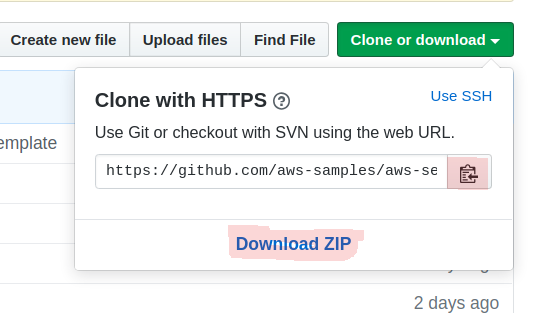 Create new file Upload files Find File Clone or download
Clone with HTTPS Use SSH
Use Git or checkout with SVN using the web URL.
emplate
https://github.com/aws-samples/aws-se
Download ZIP
2 days ago